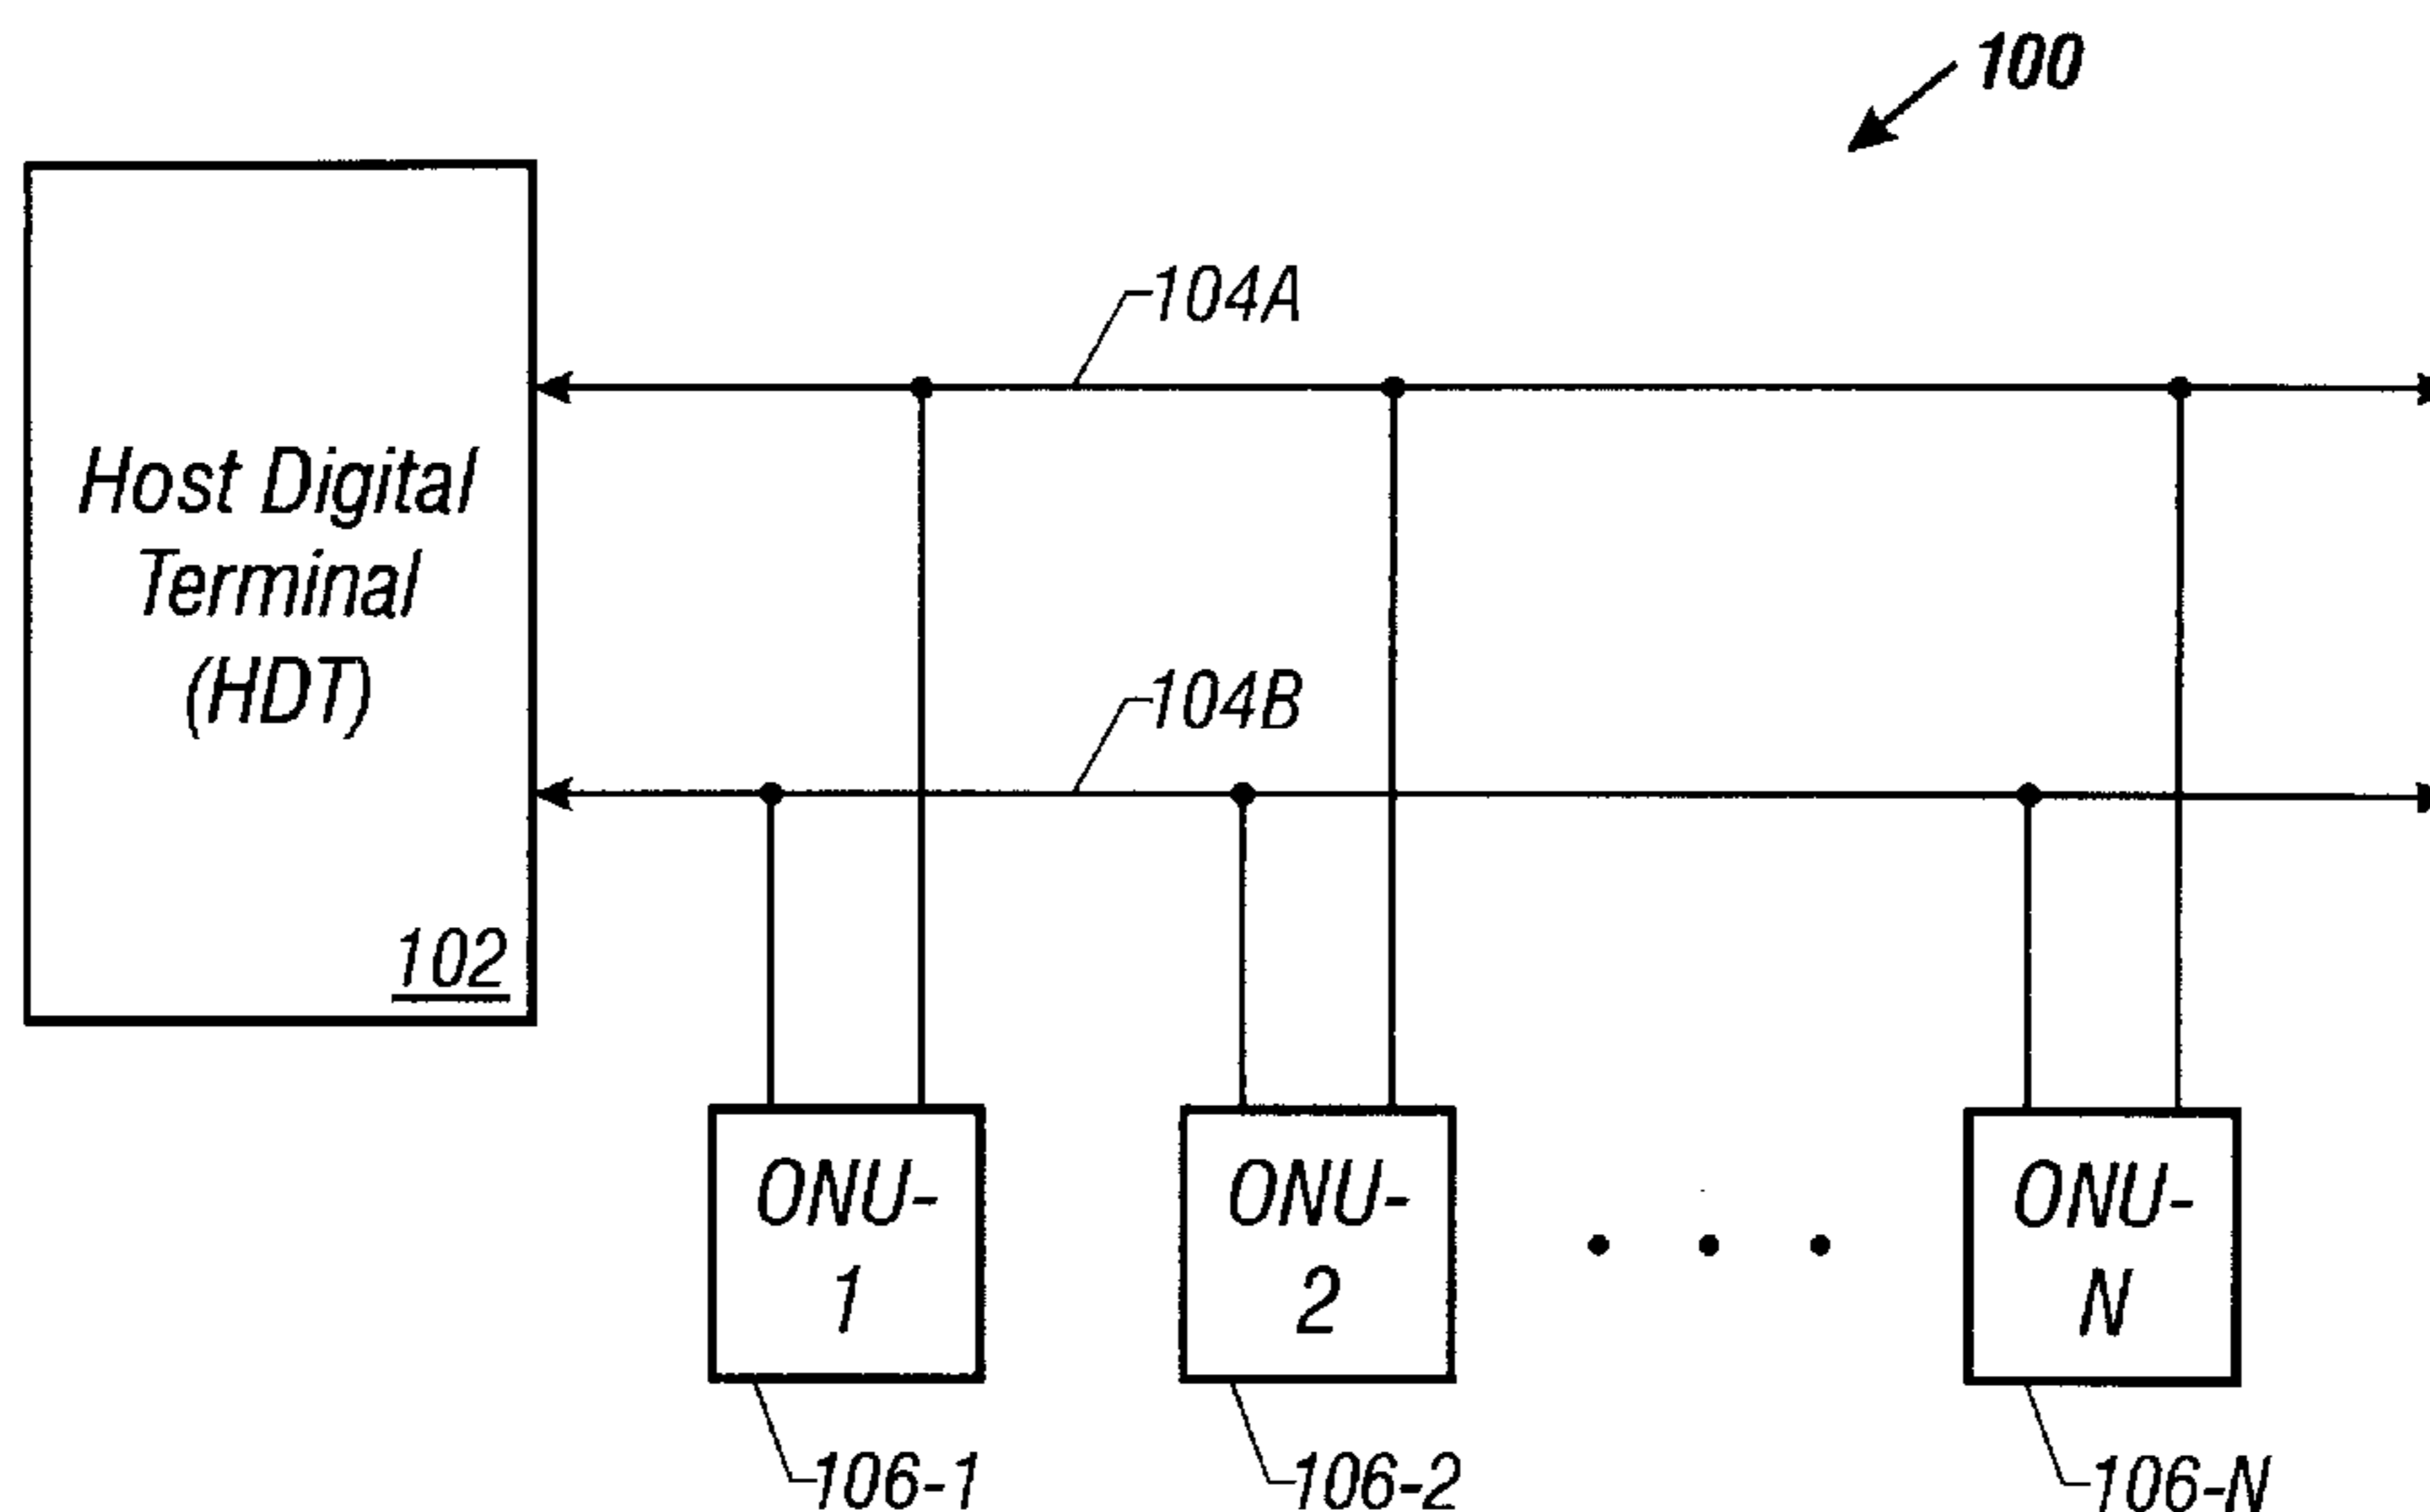 100
104A
Host Digital
Terminal
(HDT)
104B
102
ONU-
1
ONU-
2
ONU-
N
106-1
106-2
106-N